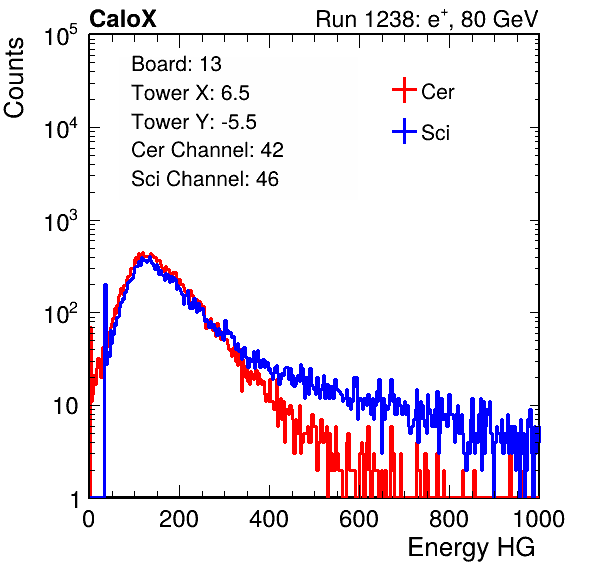 CaloX Run 1238: e⁺, 80 GeV
Counts
10⁵
10⁴
10³
10²
10
1
Board: 13
Tower X: 6.5
Tower Y: -5.5
Cer Channel: 42
Sci Channel: 46
Cer
Sci
0 200 400 600 800 1000
Energy HG